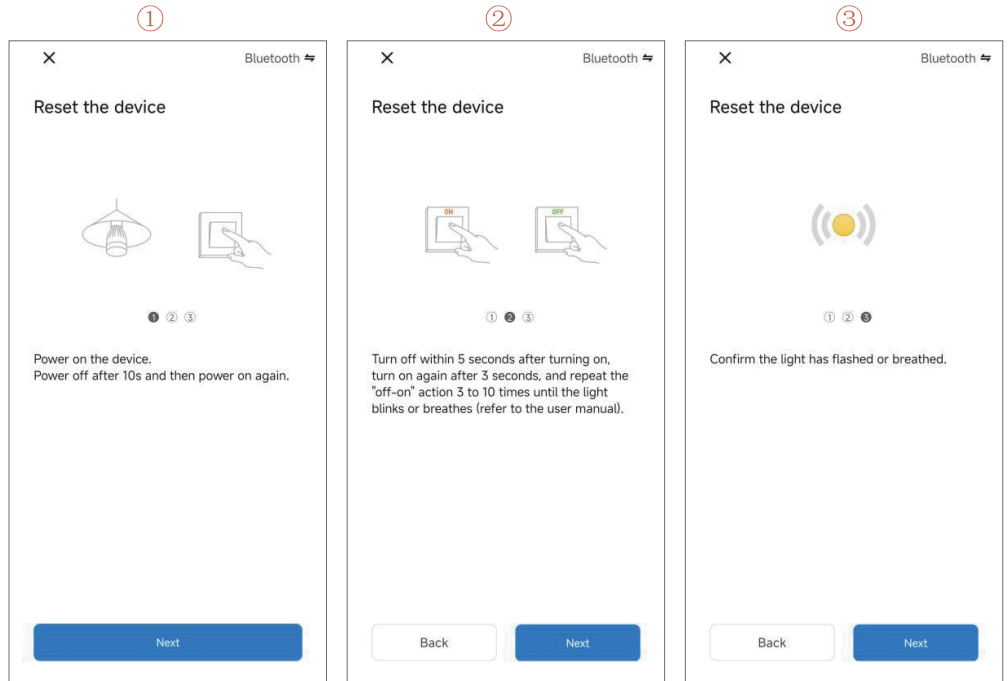 ①
② 
③
Bluetooth ⇋
Reset the device
❶ ② ③
Power on the device.
Power off after 10s and then power on again.
Next
Bluetooth ⇋
Reset the device
ON
OFF
① ❷ ③
Turn off within 5 seconds after turning on,
turn on again after 3 seconds, and repeat the
"off-on" action 3 to 10 times until the light
blinks or breathes (refer to the user manual).
Back
Next
Bluetooth ⇋
Reset the device
① ② ❸
Confirm the light has flashed or breathed.
Back
Next